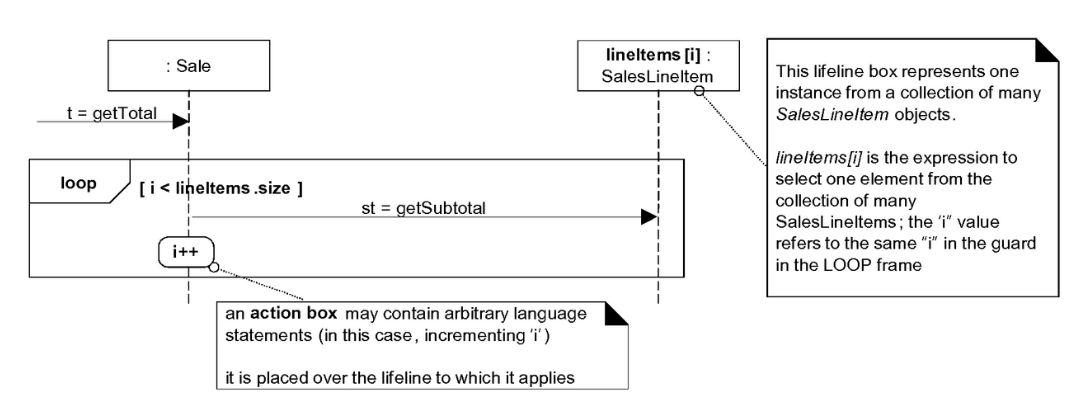 : Sale
lineItems [i] :
SalesLineItem
t = getTotal
loop
[ i < lineItems .size ]
st = getSubtotal
i++
an action box may contain arbitrary language
statements (in this case, incrementing ‘i’)
it is placed over the lifeline to which it applies
This lifeline box represents one
instance from a collection of many
SalesLineItem objects.
lineItems[i] is the expression to
select one element from the
collection of many
SalesLineItems; the ‘i” value
refers to the same “i” in the guard
in the LOOP frame